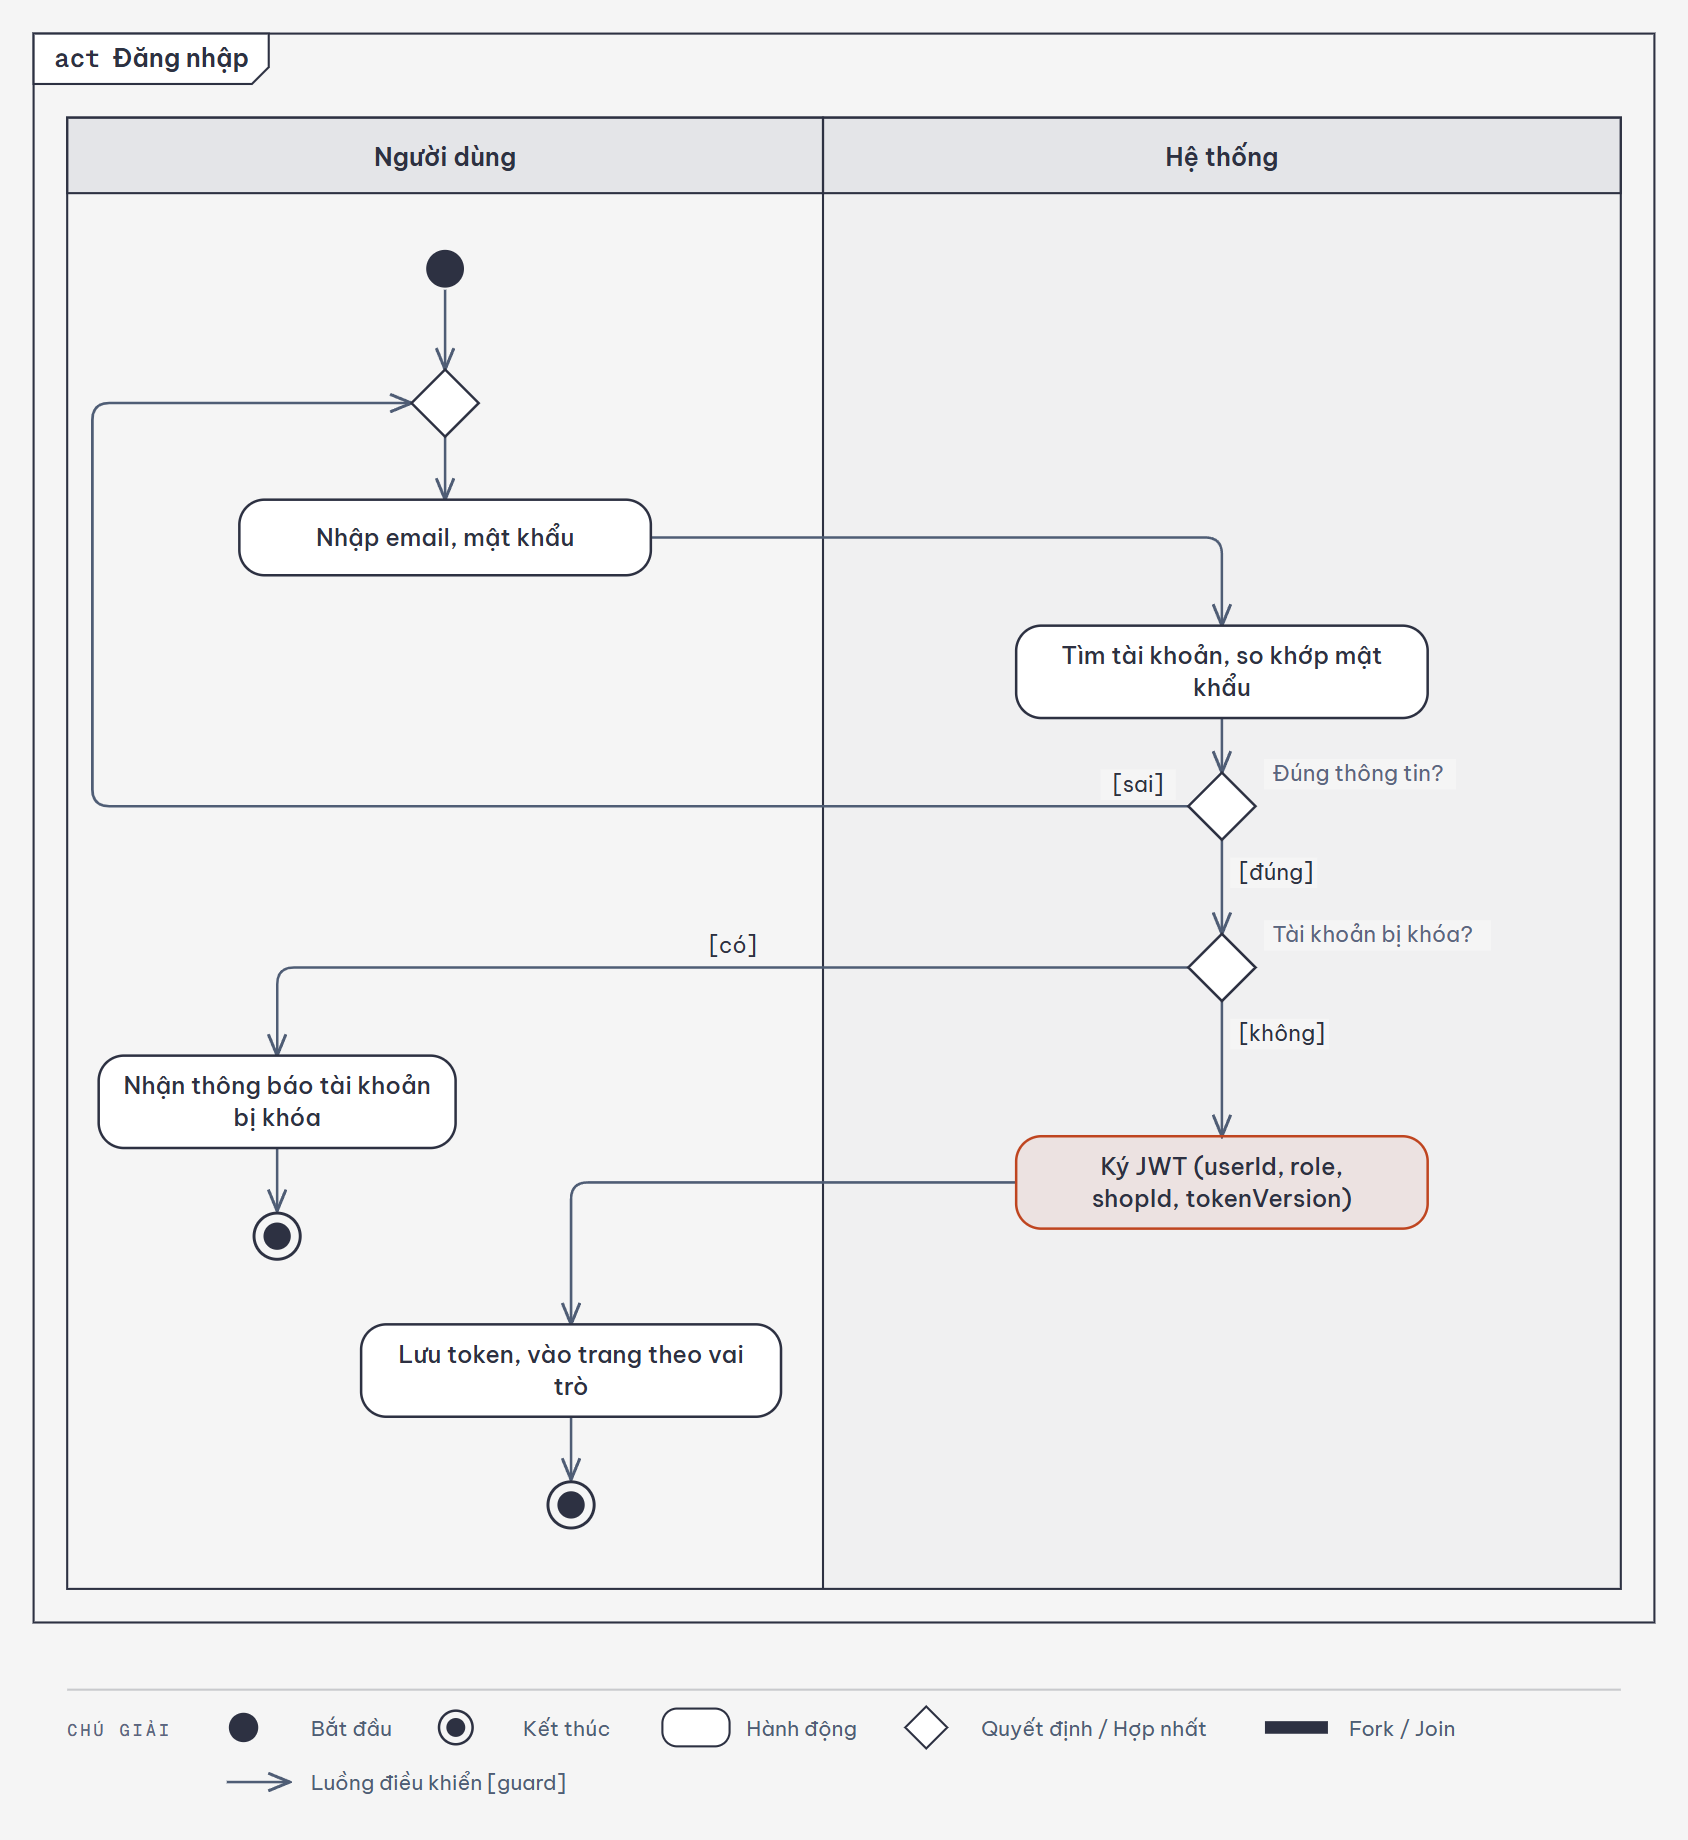 act Đăng nhập
Người dùng
Hệ thống
Nhập email, mật khẩu
Tìm tài khoản, so khớp mật
khẩu
Đúng thông tin?
[sai]
[đúng]
Tài khoản bị khóa?
[có]
[không]
Nhận thông báo tài khoản
bị khóa
Ký JWT (userId, role,
shopId, tokenVersion)
Lưu token, vào trang theo vai
trò
CHÚ GIẢI
Bắt đầu
Kết thúc
Hành động
Quyết định / Hợp nhất
Fork / Join
Luồng điều khiển [guard]